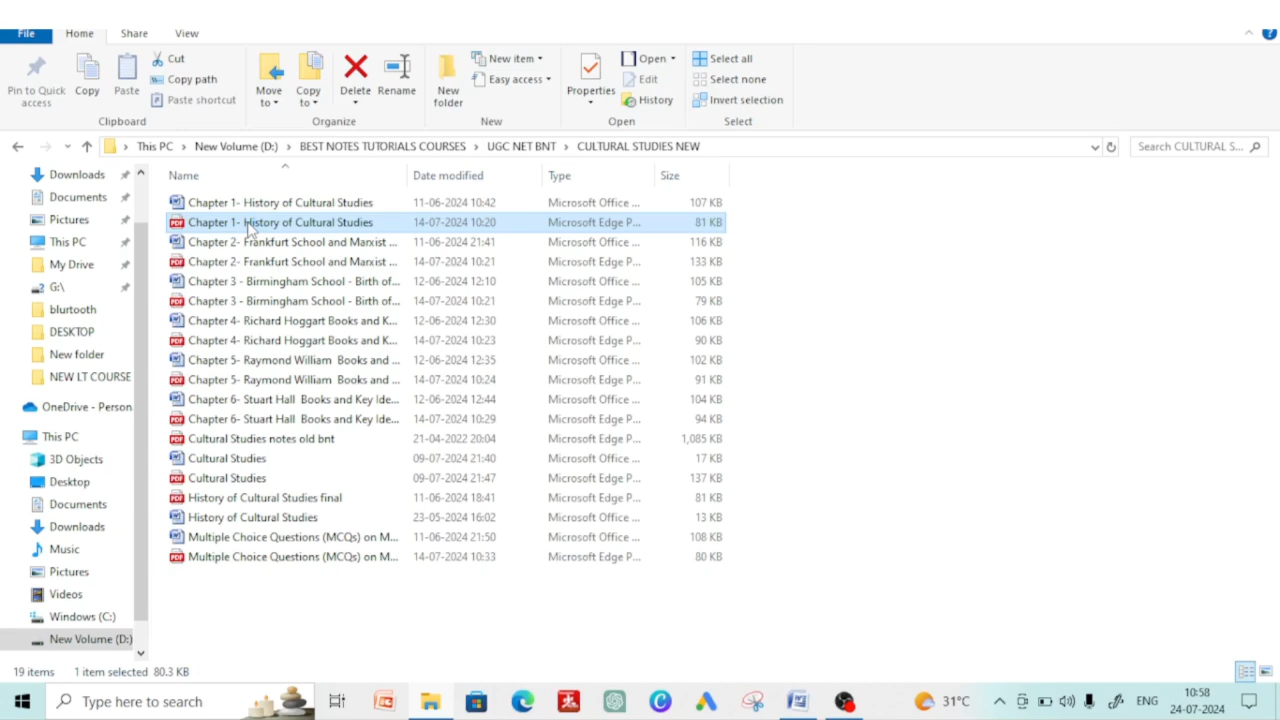 File Home Share View
Pin to Quick access
Copy
Paste
Cut
Copy path
Paste shortcut
Clipboard
Move to
Copy to
Delete
Rename
Organize
New folder
New item
Easy access
New
Properties
Open
Edit
History
Open
Select all
Select none
Invert selection
Select
This PC › New Volume (D:) › BEST NOTES TUTORIALS COURSES › UGC NET BNT › CULTURAL STUDIES NEW
Search CULTURAL S...
Downloads
Documents
Pictures
This PC
My Drive
G:\
blurtooth
DESKTOP
New folder
NEW LT COURSE
OneDrive - Person
This PC
3D Objects
Desktop
Documents
Downloads
Music
Pictures
Videos
Windows (C:)
New Volume (D:)
Name Date modified Type Size
Chapter 1- History of Cultural Studies 11-06-2024 10:42 Microsoft Office ... 107 KB
Chapter 1- History of Cultural Studies 14-07-2024 10:20 Microsoft Edge P... 81 KB
Chapter 2- Frankfurt School and Marxist ... 11-06-2024 21:41 Microsoft Office ... 116 KB
Chapter 2- Frankfurt School and Marxist ... 14-07-2024 10:21 Microsoft Edge P... 133 KB
Chapter 3 - Birmingham School - Birth of... 12-06-2024 12:10 Microsoft Office ... 105 KB
Chapter 3 - Birmingham School - Birth of... 14-07-2024 10:21 Microsoft Edge P... 79 KB
Chapter 4- Richard Hoggart Books and K... 12-06-2024 12:30 Microsoft Office ... 106 KB
Chapter 4- Richard Hoggart Books and K... 14-07-2024 10:23 Microsoft Edge P... 90 KB
Chapter 5- Raymond William Books and ... 12-06-2024 12:35 Microsoft Office ... 102 KB
Chapter 5- Raymond William Books and ... 14-07-2024 10:24 Microsoft Edge P... 91 KB
Chapter 6- Stuart Hall Books and Key Ide... 12-06-2024 12:44 Microsoft Office ... 104 KB
Chapter 6- Stuart Hall Books and Key Ide... 14-07-2024 10:29 Microsoft Edge P... 94 KB
Cultural Studies notes old bnt 21-04-2022 20:04 Microsoft Edge P... 1,085 KB
Cultural Studies 09-07-2024 21:40 Microsoft Office ... 17 KB
Cultural Studies 09-07-2024 21:47 Microsoft Edge P... 137 KB
History of Cultural Studies final 11-06-2024 18:41 Microsoft Edge P... 81 KB
History of Cultural Studies 23-05-2024 16:02 Microsoft Office ... 13 KB
Multiple Choice Questions (MCQs) on M... 11-06-2024 21:50 Microsoft Office ... 108 KB
Multiple Choice Questions (MCQs) on M... 14-07-2024 10:33 Microsoft Edge P... 80 KB
19 items 1 item selected 80.3 KB
Type here to search
31°C
ENG
10:58
24-07-2024